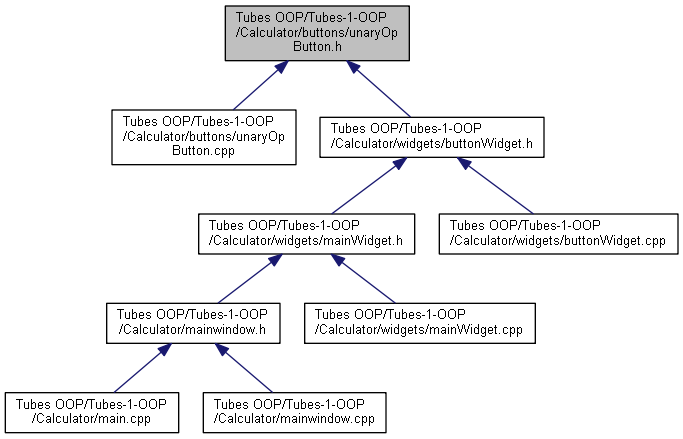 Tubes OOP/Tubes-1-OOP
/Calculator/buttons/unaryOp
Button.h
Tubes OOP/Tubes-1-OOP
/Calculator/buttons/unaryOp
Button.cpp
Tubes OOP/Tubes-1-OOP
/Calculator/widgets/buttonWidget.h
Tubes OOP/Tubes-1-OOP
/Calculator/widgets/mainWidget.h
Tubes OOP/Tubes-1-OOP
/Calculator/widgets/buttonWidget.cpp
Tubes OOP/Tubes-1-OOP
/Calculator/mainwindow.h
Tubes OOP/Tubes-1-OOP
/Calculator/widgets/mainWidget.cpp
Tubes OOP/Tubes-1-OOP
/Calculator/main.cpp
Tubes OOP/Tubes-1-OOP
/Calculator/mainwindow.cpp